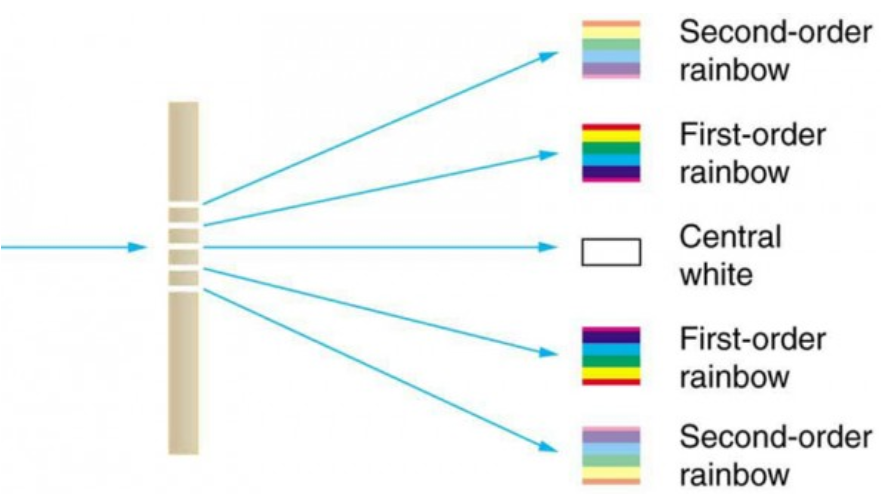 Second-order
rainbow
First-order
rainbow
Central
white
First-order
rainbow
Second-order
rainbow